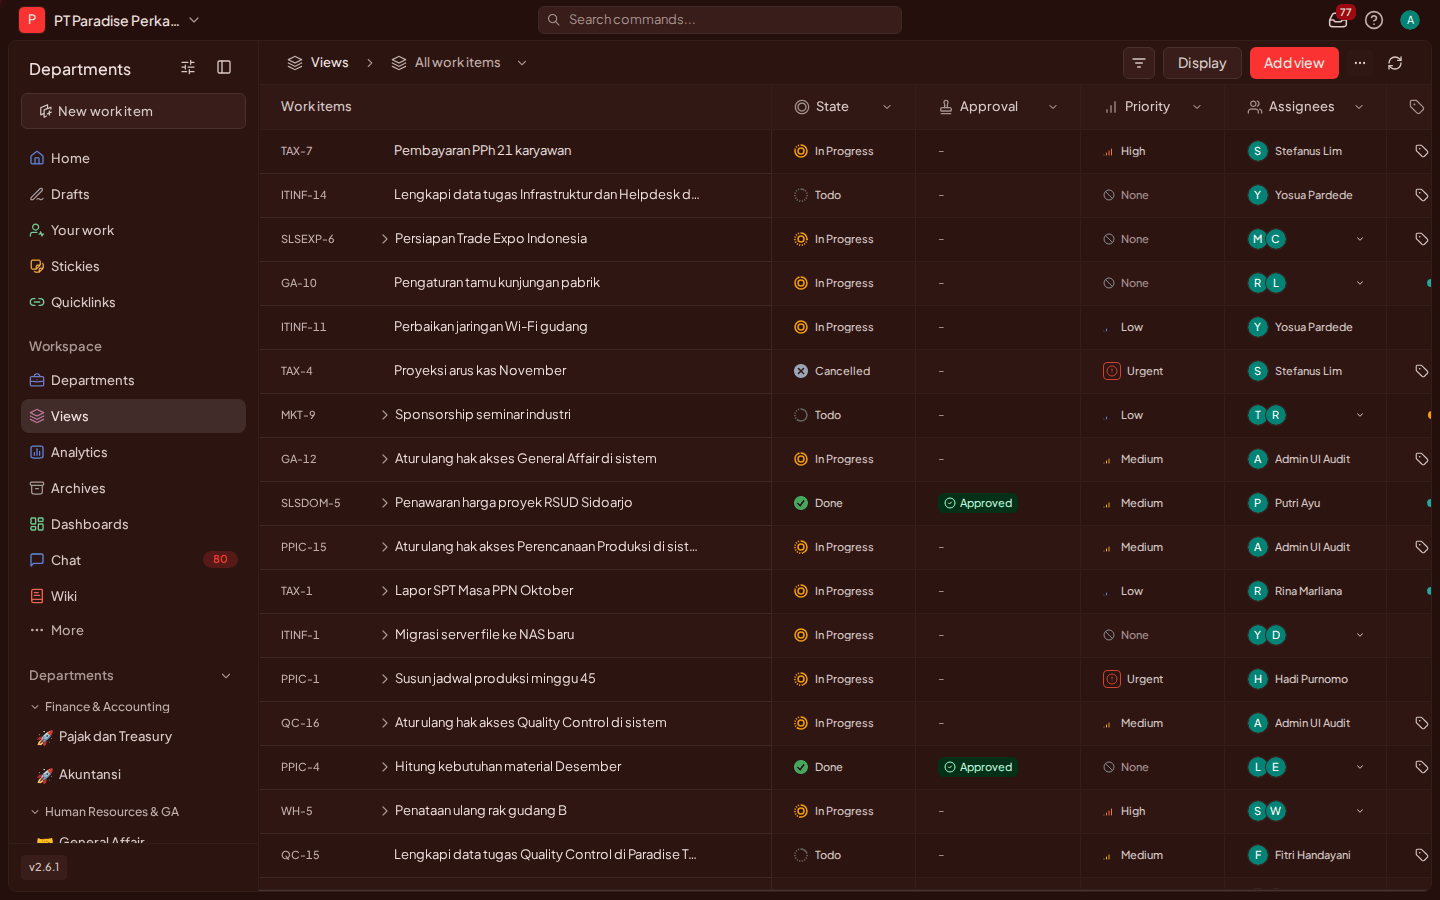 P PT Paradise Perka...
Search commands...
77
A
Departments
New work item
Home
Drafts
Your work
Stickies
Quicklinks
Workspace
Departments
Views
Analytics
Archives
Dashboards
Chat 80
Wiki
More
Departments
Finance & Accounting
Pajak dan Treasury
Akuntansi
Human Resources & GA
General Affair
v2.6.1
Views All work items
Display
Add view
Work items State Approval Priority Assignees
TAX-7 Pembayaran PPh 21 karyawan In Progress - High S Stefanus Lim
ITINF-14 Lengkapi data tugas Infrastruktur dan Helpdesk d... Todo - None Y Yosua Pardede
SLSEXP-6 Persiapan Trade Expo Indonesia In Progress - None M C
GA-10 Pengaturan tamu kunjungan pabrik In Progress - None R L
ITINF-11 Perbaikan jaringan Wi-Fi gudang In Progress - Low Y Yosua Pardede
TAX-4 Proyeksi arus kas November Cancelled - Urgent S Stefanus Lim
MKT-9 Sponsorship seminar industri Todo - Low T R
GA-12 Atur ulang hak akses General Affair di sistem In Progress - Medium A Admin UI Audit
SLSDOM-5 Penawaran harga proyek RSUD Sidoarjo Done Approved Medium P Putri Ayu
PPIC-15 Atur ulang hak akses Perencanaan Produksi di sist... In Progress - Medium A Admin UI Audit
TAX-1 Lapor SPT Masa PPN Oktober In Progress - Low R Rina Marliana
ITINF-1 Migrasi server file ke NAS baru In Progress - None Y D
PPIC-1 Susun jadwal produksi minggu 45 In Progress - Urgent H Hadi Purnomo
QC-16 Atur ulang hak akses Quality Control di sistem In Progress - Medium A Admin UI Audit
PPIC-4 Hitung kebutuhan material Desember Done Approved None L E
WH-5 Penataan ulang rak gudang B In Progress - High S W
QC-15 Lengkapi data tugas Quality Control di Paradise T... Todo - Medium F Fitri Handayani